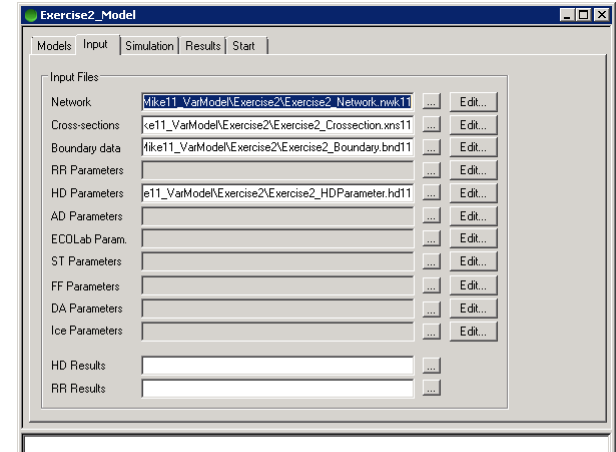 Exercise2_Model
Models Input Simulation Results Start
Input Files
Network Mike11_VarModel\Exercise2\Exercise2_Network.nwk11 ... Edit...
Cross-sections ke11_VarModel\Exercise2\Exercise2_Crossection.xns11 ... Edit...
Boundary data Mike11_VarModel\Exercise2\Exercise2_Boundary.bnd11 ... Edit...
RR Parameters ... Edit...
HD Parameters e11_VarModel\Exercise2\Exercise2_HDParameter.hd11 ... Edit...
AD Parameters ... Edit...
ECOLab Param. ... Edit...
ST Parameters ... Edit...
FF Parameters ... Edit...
DA Parameters ... Edit...
Ice Parameters ... Edit...
HD Results ...
RR Results ...